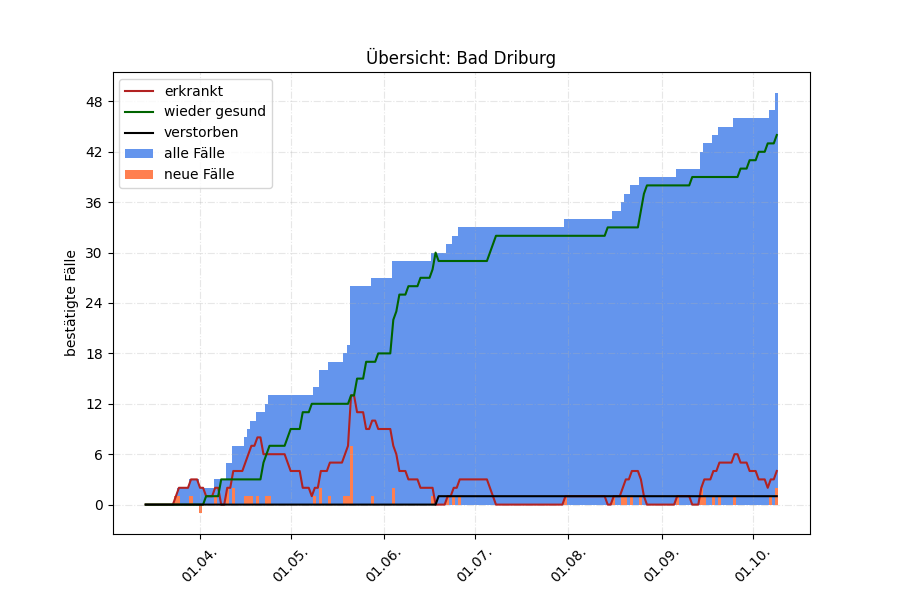 Übersicht: Bad Driburg
erkrankt
wieder gesund
verstorben
alle Fälle
neue Fälle
bestätigte Fälle
48
42
36
30
24
18
12
6
0
01.04.
01.05.
01.06.
01.07.
01.08.
01.09.
01.10.